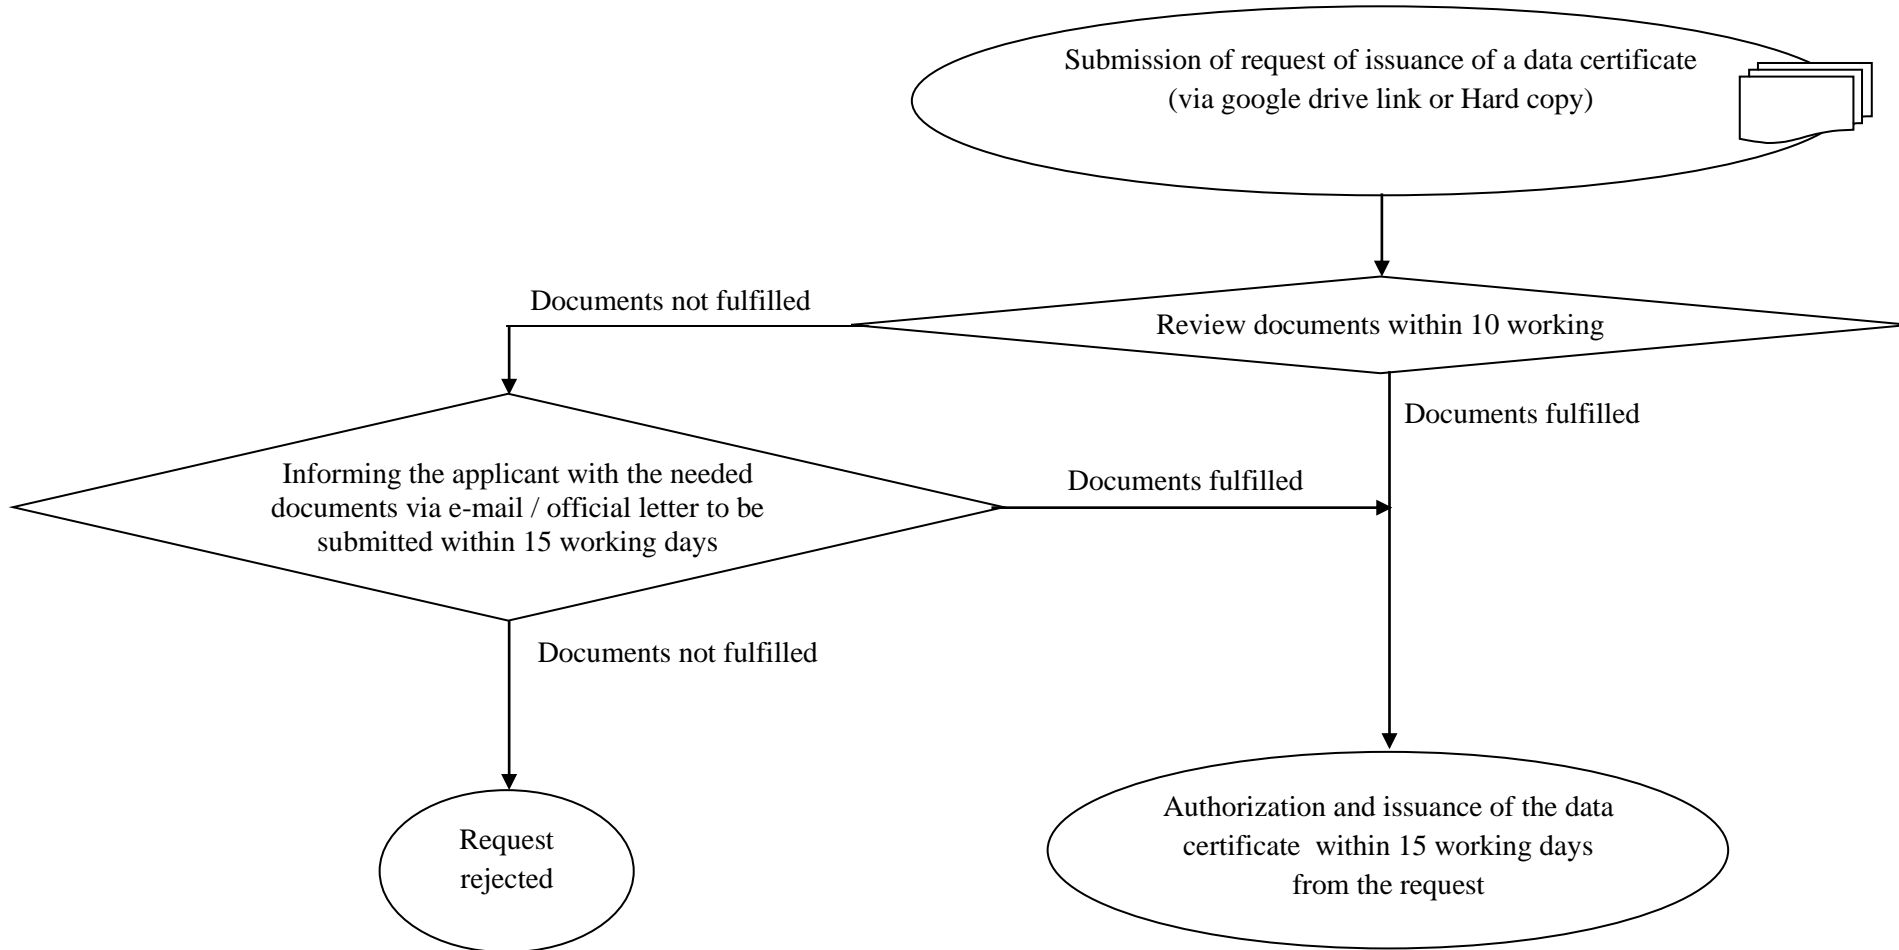 Submission of request of issuance of a data certificate
(via google drive link or Hard copy)
Documents not fulfilled
Review documents within 10 working
Documents fulfilled
Informing the applicant with the needed
documents via e-mail / official letter to be
submitted within 15 working days
Documents fulfilled
Documents not fulfilled
Request
rejected
Authorization and issuance of the data
certificate within 15 working days
from the request